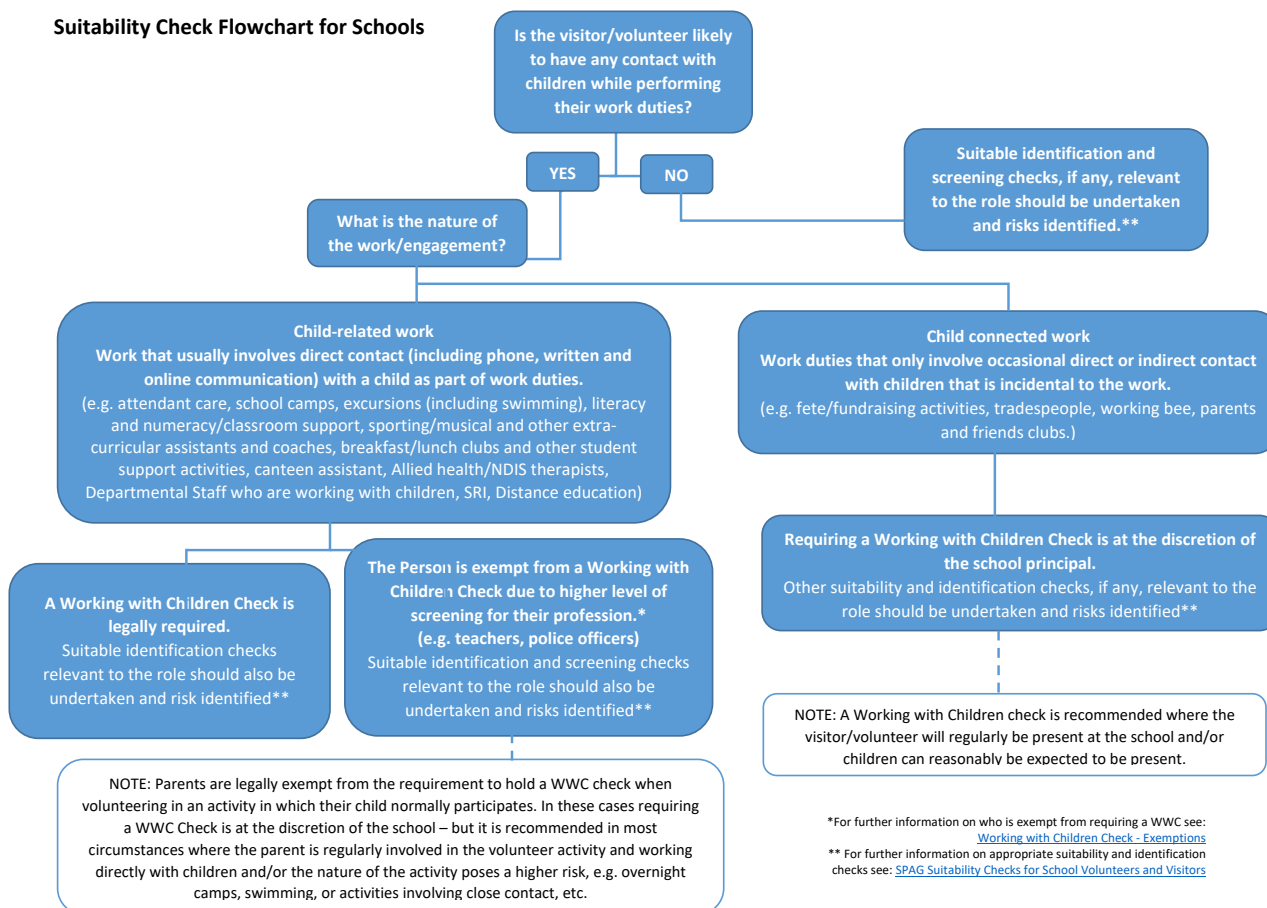 Suitability Check Flowchart for Schools
Is the visitor/volunteer likely
to have any contact with
children while performing
their work duties?
YES
NO
Suitable identification and
screening checks, if any, relevant
to the role should be undertaken
and risks identified.**
What is the nature of
the work/engagement?
Child-related work
Work that usually involves direct contact (including phone, written and
online communication) with a child as part of work duties.
(e.g. attendant care, school camps, excursions (including swimming), literacy
and numeracy/classroom support, sporting/musical and other extra-
curricular assistants and coaches, breakfast/lunch clubs and other student
support activities, canteen assistant, Allied health/NDIS therapists,
Departmental Staff who are working with children, SRI, Distance education)
Child connected work
Work duties that only involve occasional direct or indirect contact
with children that is incidental to the work.
(e.g. fete/fundraising activities, tradespeople, working bee, parents
and friends clubs.)
A Working with Children Check is
legally required.
Suitable identification checks
relevant to the role should also be
undertaken and risk identified**
The Person is exempt from a Working with
Children Check due to higher level of
screening for their profession.*
(e.g. teachers, police officers)
Suitable identification and screening checks
relevant to the role should also be
undertaken and risks identified**
Requiring a Working with Children Check is at the discretion of
the school principal.
Other suitability and identification checks, if any, relevant to the
role should be undertaken and risks identified**
NOTE: Parents are legally exempt from the requirement to hold a WWC check when
volunteering in an activity in which their child normally participates. In these cases requiring
a WWC Check is at the discretion of the school – but it is recommended in most
circumstances where the parent is regularly involved in the volunteer activity and working
directly with children and/or the nature of the activity poses a higher risk, e.g. overnight
camps, swimming, or activities involving close contact, etc.
NOTE: A Working with Children check is recommended where the
visitor/volunteer will regularly be present at the school and/or
children can reasonably be expected to be present.
*For further information on who is exempt from requiring a WWC see:
Working with Children Check - Exemptions
** For further information on appropriate suitability and identification
checks see: SPAG Suitability Checks for School Volunteers and Visitors